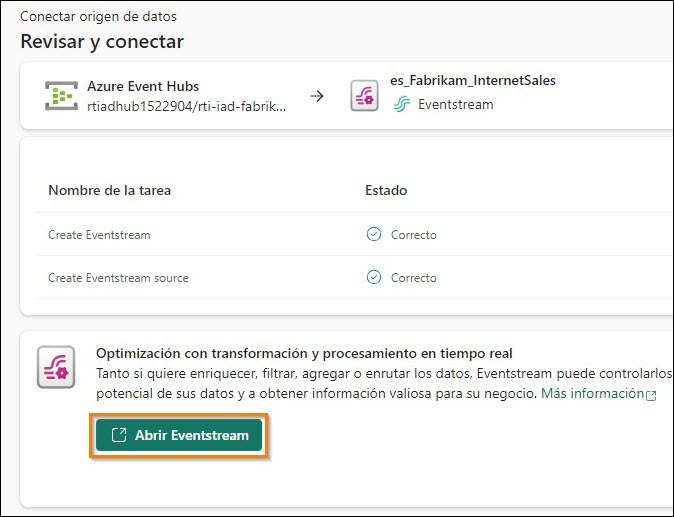 Conectar origen de datos
Revisar y conectar
Azure Event Hubs
rtiadhub1522904/rti-iad-fabrik...
es_Fabrikam_InternetSales
Eventstream
Nombre de la tarea Estado
Create Eventstream Correcto
Create Eventstream source Correcto
Optimización con transformación y procesamiento en tiempo real
Tanto si quiere enriquecer, filtrar, agregar o enrutar los datos, Eventstream puede controlarlos
potencial de sus datos y a obtener información valiosa para su negocio. Más información
Abrir Eventstream